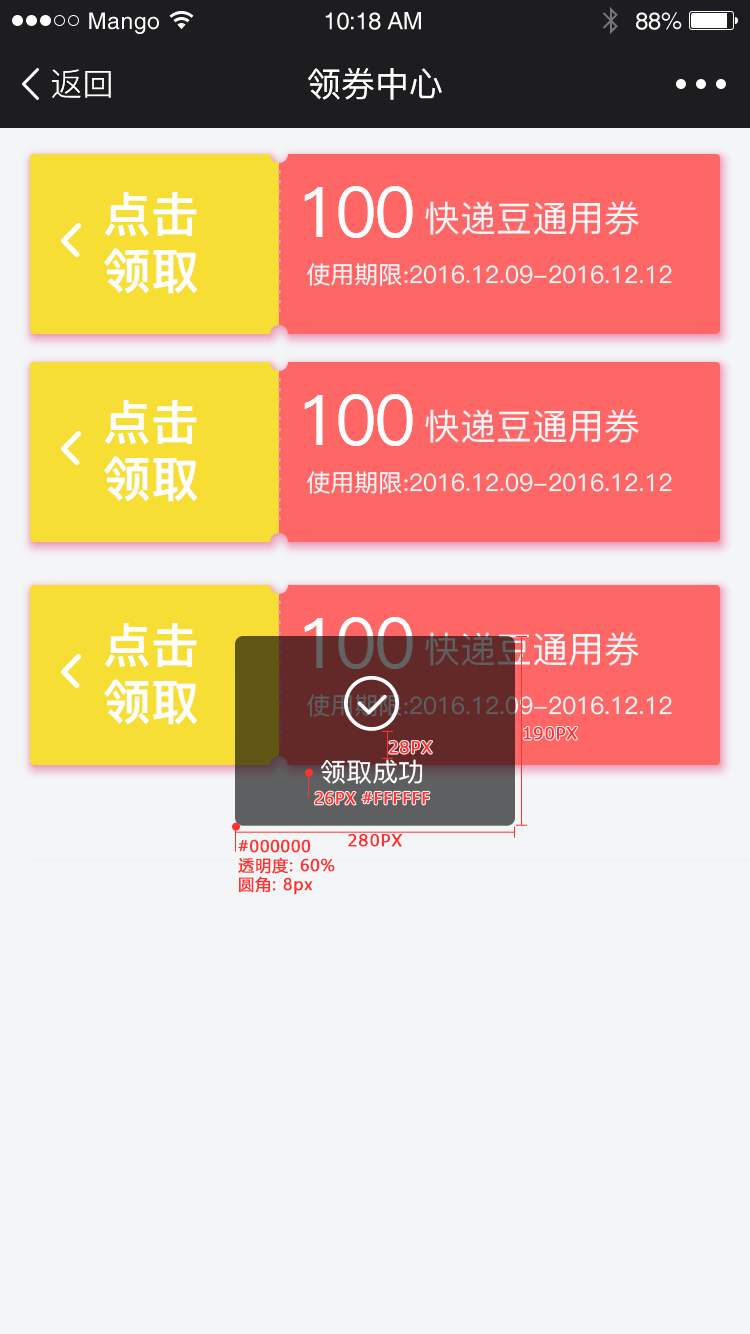 Mango 10:18 AM 88%
返回 领券中心
点击
领取
100 快递豆通用券
使用期限:2016.12.09-2016.12.12
点击
领取
100 快递豆通用券
使用期限:2016.12.09-2016.12.12
点击
领取
100 快递豆通用券
使用期限:2016.12.09-2016.12.12
190PX
28PX
领取成功
26PX #FFFFFF
280PX
#000000
透明度: 60%
圆角: 8px